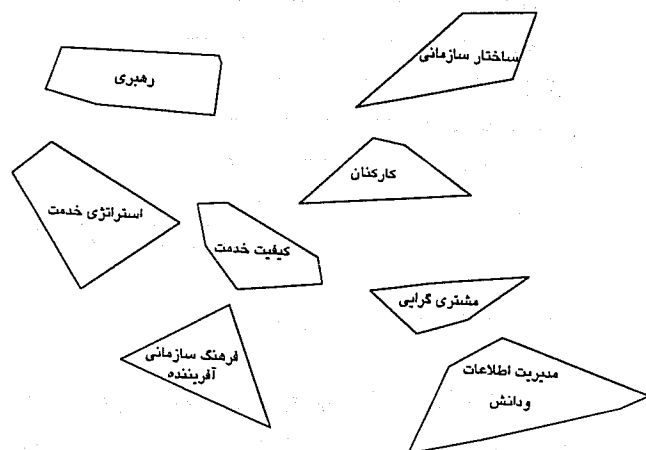 ساختار سازمانی
رهبری
کارکنان
استراتژی خدمت
کیفیت خدمت
مشتری گرایی
فرهنگ سازمانی
آفریننده
مدیریت اطلاعات
ودانش